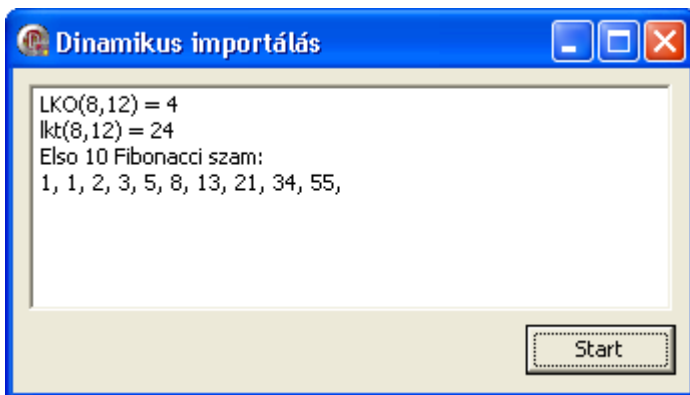 Dinamikus importálás
LKO(8,12) = 4
lkt(8,12) = 24
Elso 10 Fibonacci szam:
1, 1, 2, 3, 5, 8, 13, 21, 34, 55,
Start